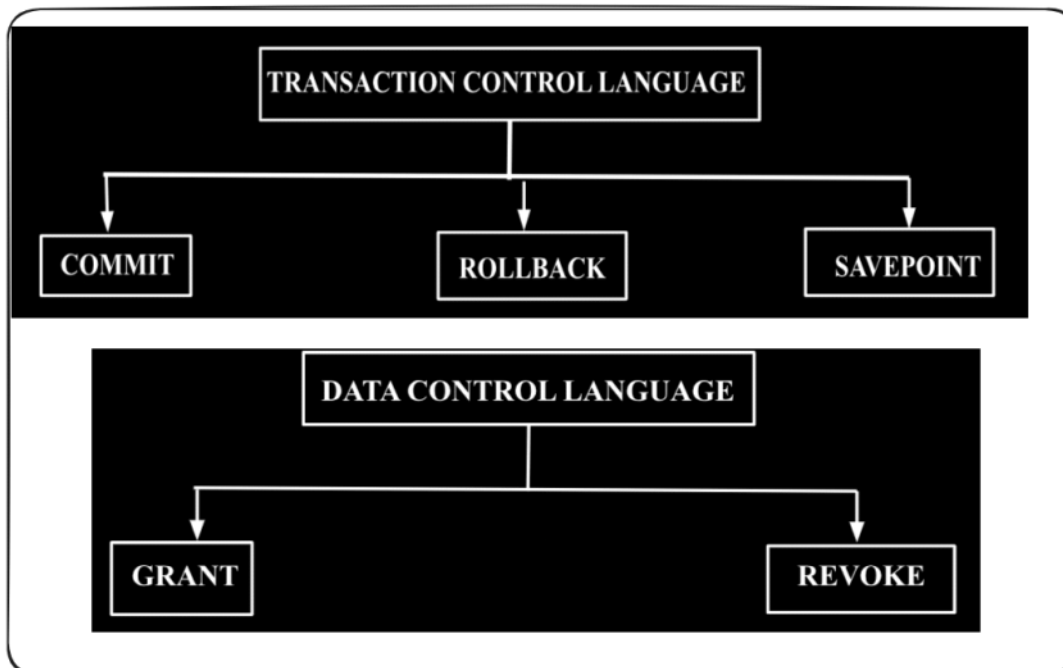 TRANSACTION CONTROL LANGUAGE
COMMIT
ROLLBACK
SAVEPOINT
DATA CONTROL LANGUAGE
GRANT
REVOKE